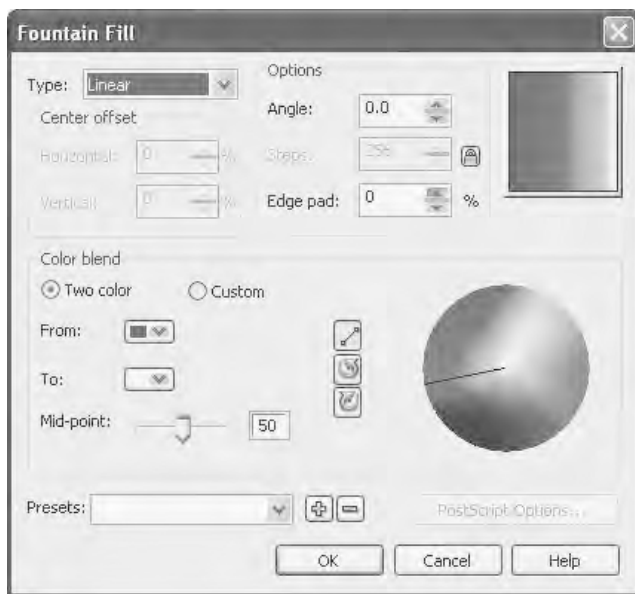 Fountain Fill
Type: Linear
Options
Center offset
Angle: 0.0
Horizontal: 0 %
Steps: 256
Vertical: 0 %
Edge pad: 0 %
Color blend
Two color Custom
From:
To:
Mid-point: 50
Presets:
PostScript Options...
OK Cancel Help